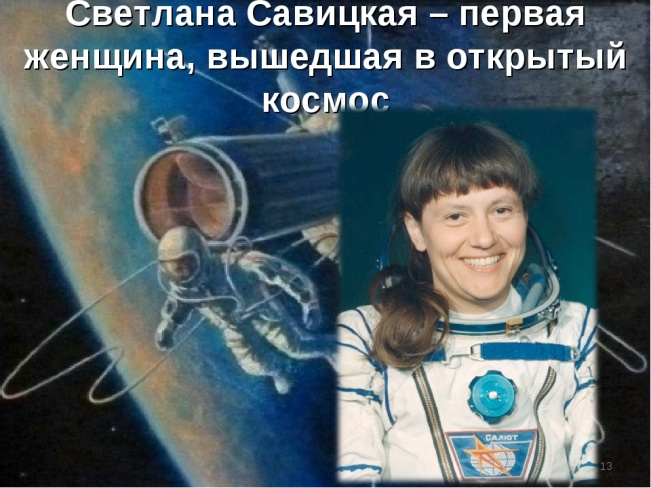 Светлана Савицкая – первая
женщина, вышедшая в открытый
космос
САЛЮТ
13